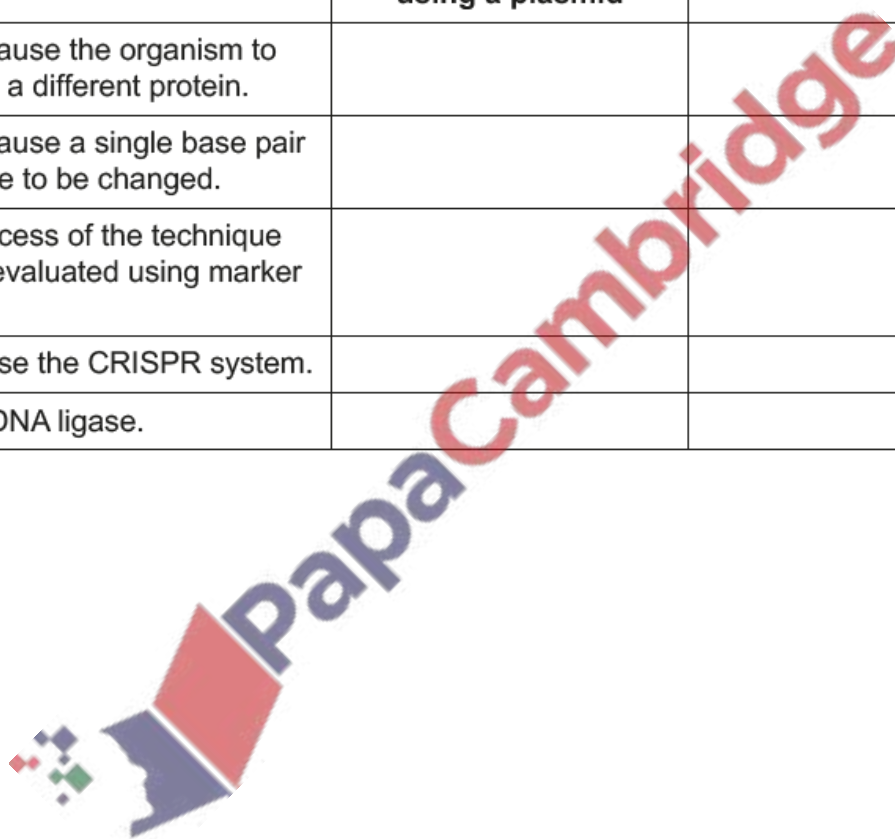 using a plasmid
ause the organism to
a different protein.
ause a single base pair
e to be changed.
cess of the technique
evaluated using marker
se the CRISPR system.
DNA ligase.
PapaCambridge